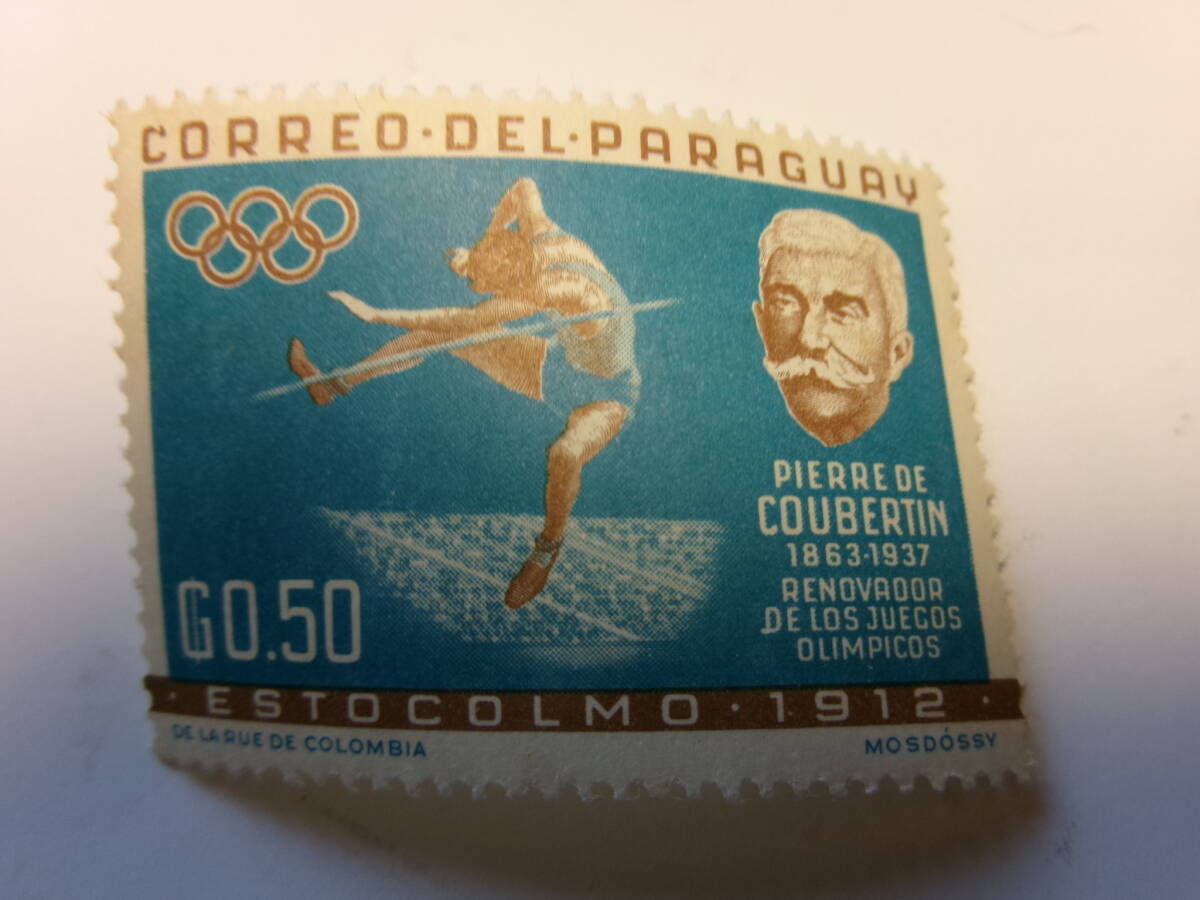 CORREO·DEL·PARAGUAY
PIERRE DE
COUBERTIN
1863-1937
RENOVADOR
DE LOS JUEGOS
OLIMPICOS
₲0.50
·ESTOCOLMO·1912·
DE LA RUE DE COLOMBIA
MOSDÓSSY